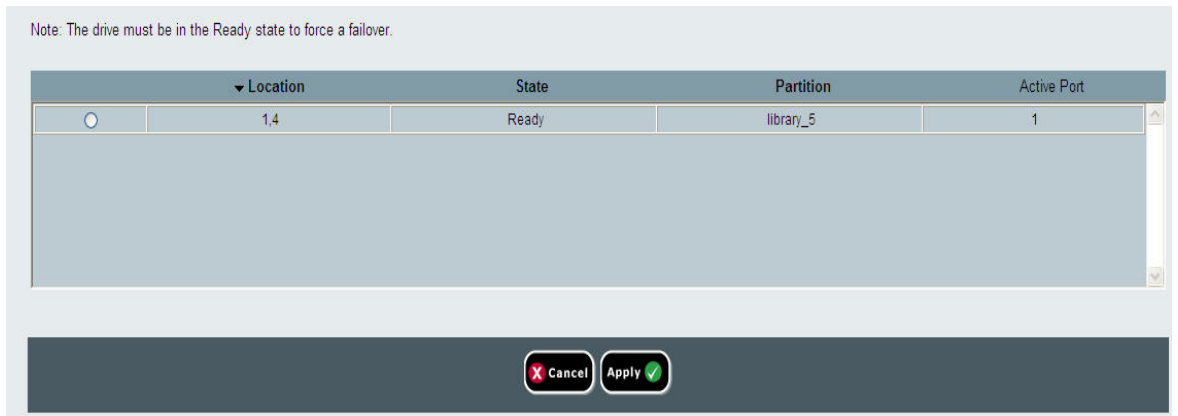 Note: The drive must be in the Ready state to force a failover.
Location State Partition Active Port
1,4 Ready library_5 1
Cancel Apply